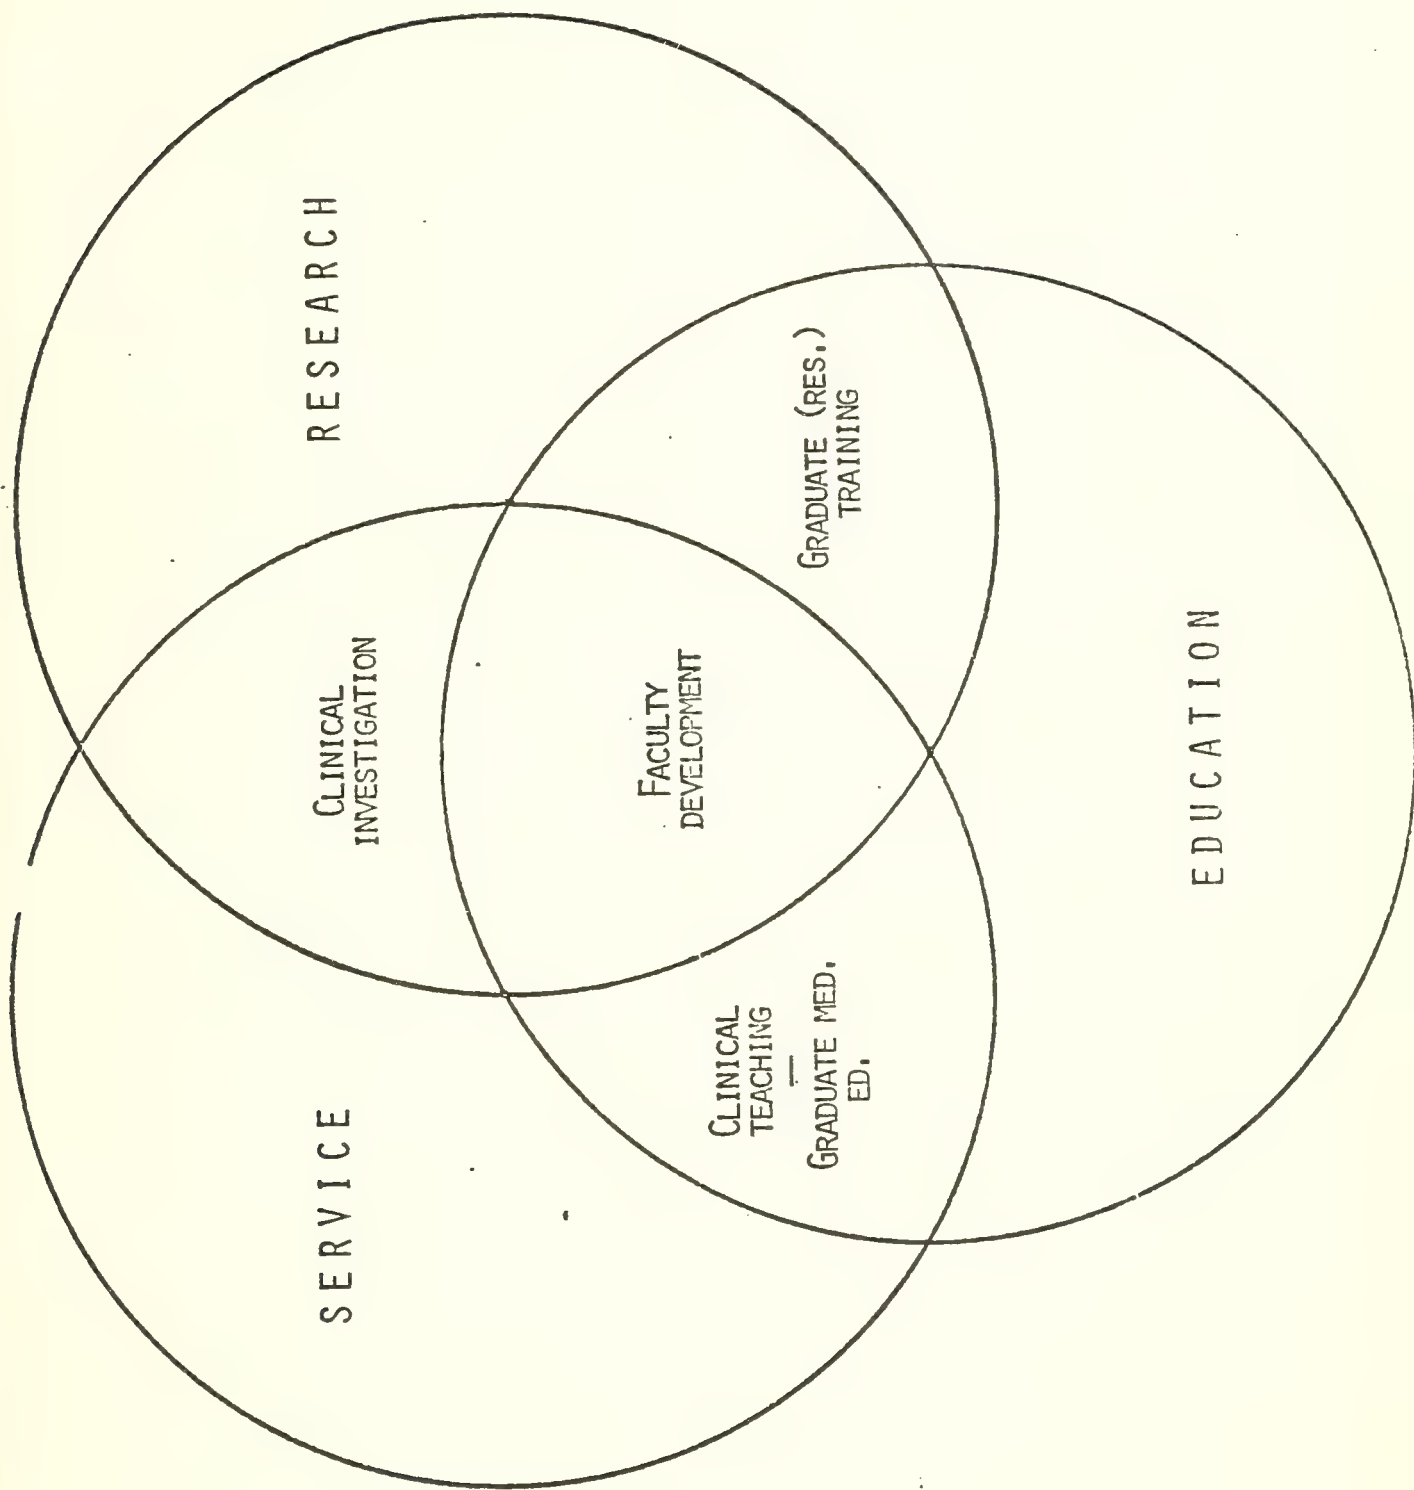 SERVICE
RESEARCH
CLINICAL
INVESTIGATION
FACULTY
DEVELOPMENT
CLINICAL
TEACHING
—
GRADUATE MED.
ED.
GRADUATE (RES.)
TRAINING
EDUCATION